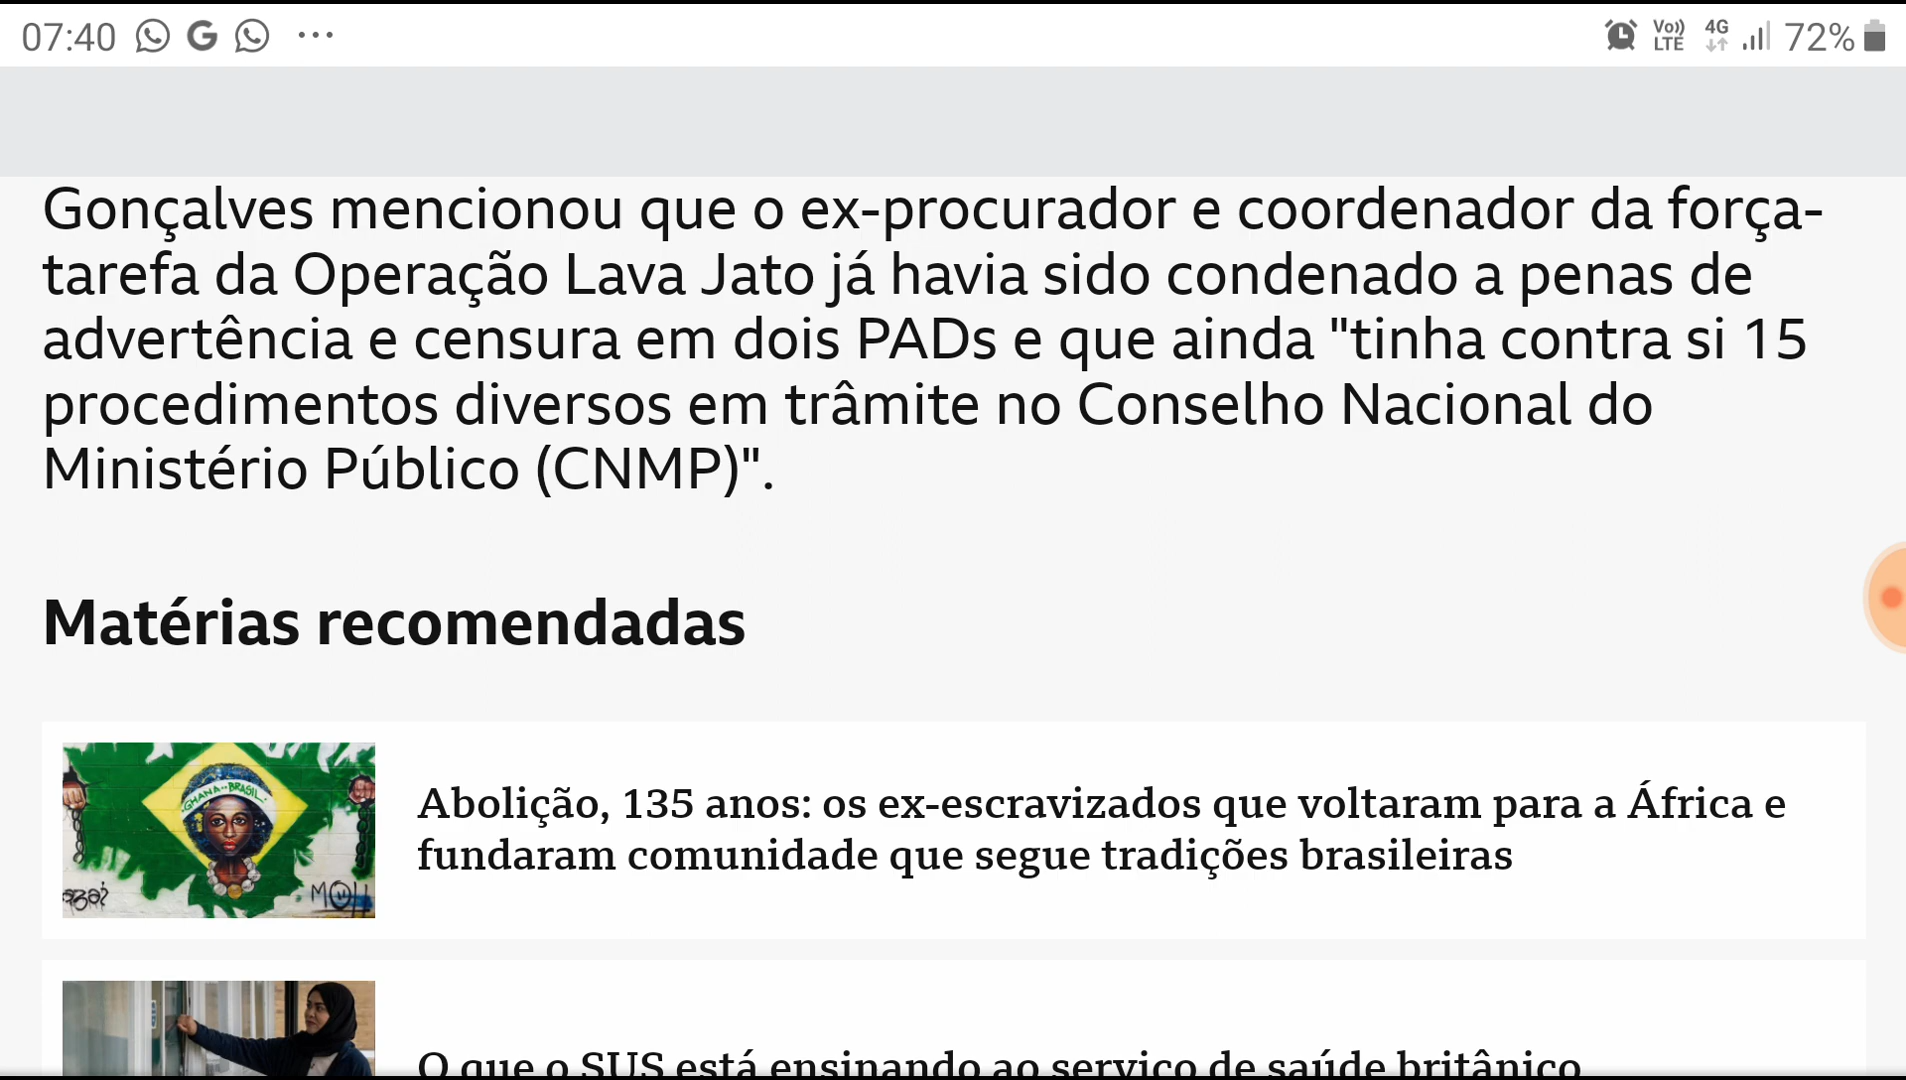 07:40 G ... Vo)) LTE 4G 72%
Gonçalves mencionou que o ex-procurador e coordenador da força-
tarefa da Operação Lava Jato já havia sido condenado a penas de
advertência e censura em dois PADs e que ainda "tinha contra si 15
procedimentos diversos em trâmite no Conselho Nacional do
Ministério Público (CNMP)".
Matérias recomendadas
GHANA-BRASIL
Abolição, 135 anos: os ex-escravizados que voltaram para a África e
fundaram comunidade que segue tradições brasileiras
O que o SUS está ensinando ao serviço de saúde britânico